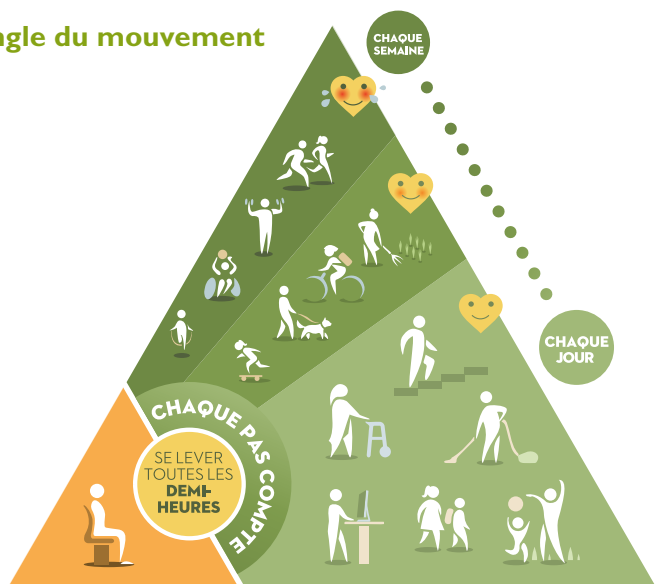 ngle du mouvement
CHAQUE
SEMAINE
CHAQUE
JOUR
CHAQUE PAS COMPTE
SE LEVER
TOUTES LES
DEMI-
HEURES